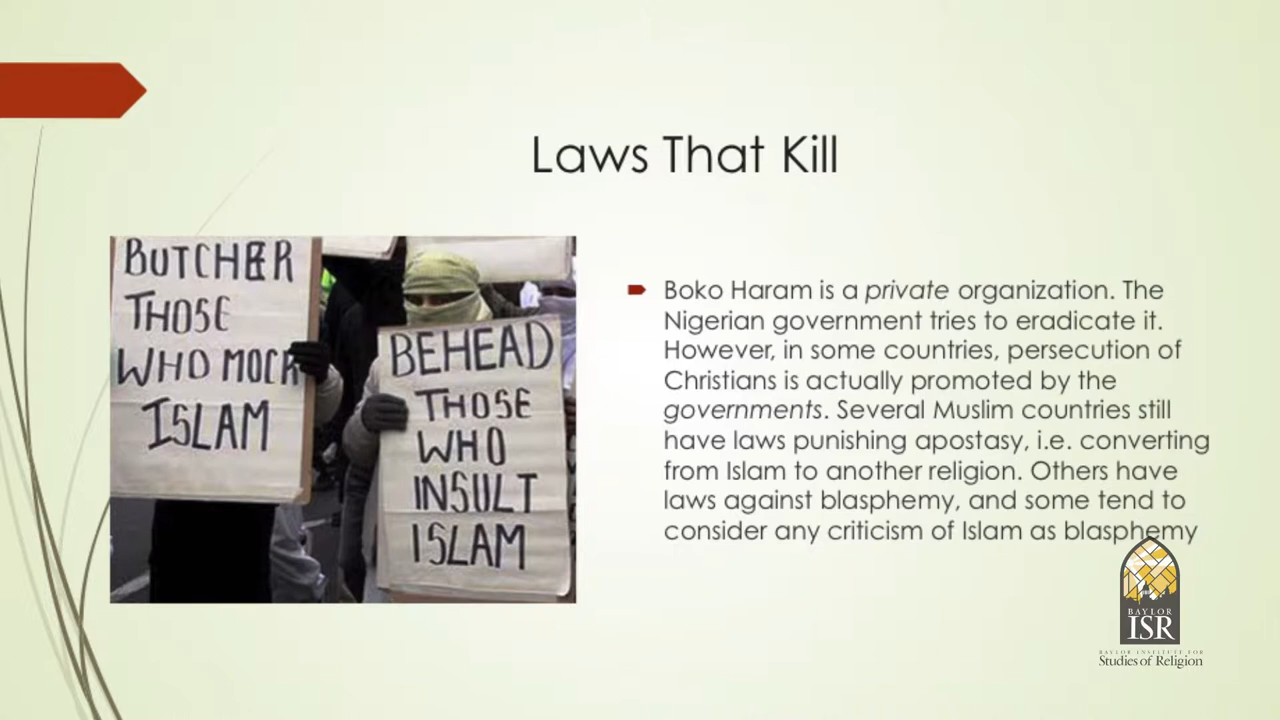 Laws That Kill
BUTCHER
THOSE
WHO MOCK
ISLAM
BEHEAD
THOSE
WHO
INSULT
ISLAM
Boko Haram is a private organization. The
Nigerian government tries to eradicate it.
However, in some countries, persecution of
Christians is actually promoted by the
governments. Several Muslim countries still
have laws punishing apostasy, i.e. converting
from Islam to another religion. Others have
laws against blasphemy, and some tend to
consider any criticism of Islam as blasphemy
BAYLOR
ISR
BAYLOR INSTITUTE FOR
Studies of Religion